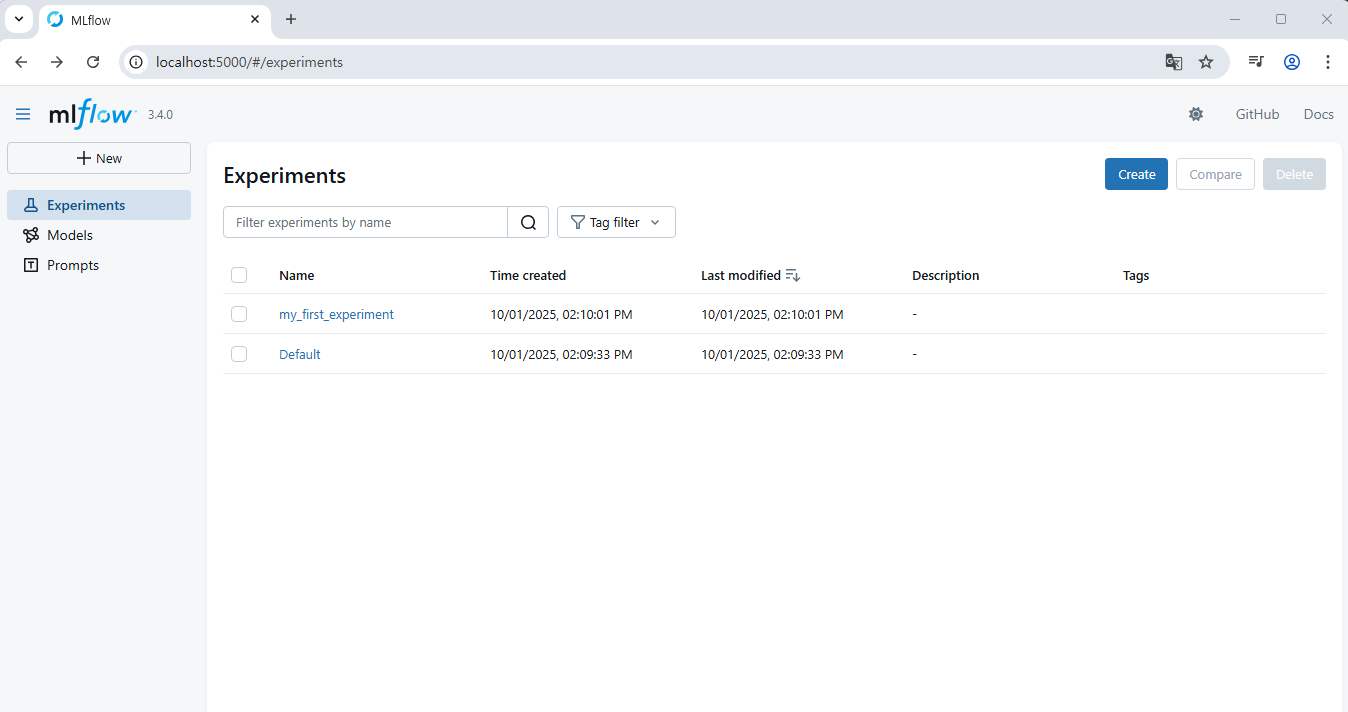 MLflow
localhost:5000/#/experiments
mlflow 3.4.0 GitHub Docs
New
Experiments
Models
Prompts
Experiments
Create Compare Delete
Filter experiments by name Tag filter
Name Time created Last modified Description Tags
my_first_experiment 10/01/2025, 02:10:01 PM 10/01/2025, 02:10:01 PM -
Default 10/01/2025, 02:09:33 PM 10/01/2025, 02:09:33 PM -